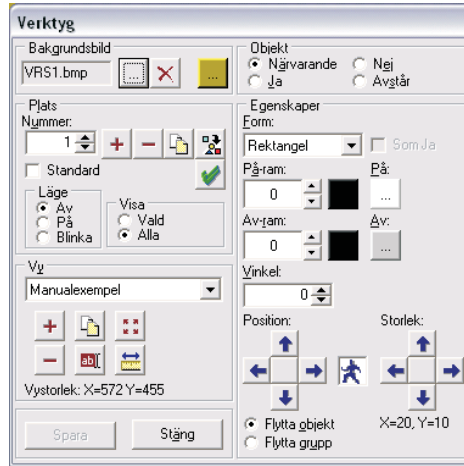 Verktyg
Bakgrundsbild
VRS1.bmp
...
...
Plats
Nummer:
1
Standard
Läge
Av
På
Blinka
Visa
Vald
Alla
Vy
Manualexempel
ab
Vystorlek: X=572 Y=455
Spara
Stäng
Objekt
Närvarande
Nej
Ja
Avstår
Egenskaper
Form:
Rektangel
Som Ja
På-ram:
På:
0
...
Av-ram:
Av:
0
...
Vinkel:
0
Position:
Storlek:
Flytta objekt
X=20, Y=10
Flytta grupp